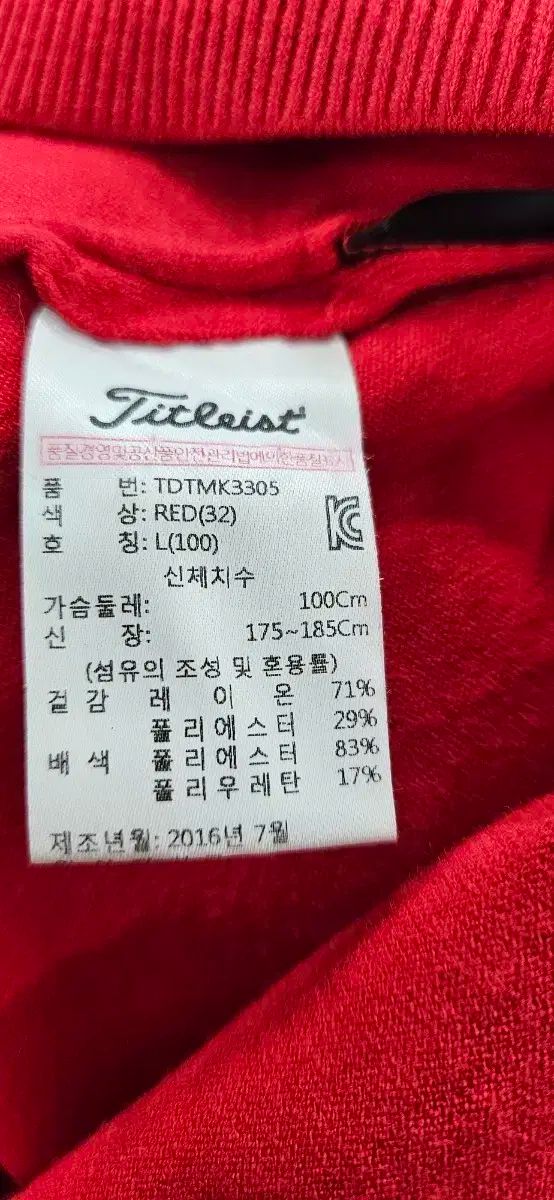 Titleist
품질경영및공산품안전관리법에의한품질표시
품 번: TDTMK3305
색 상: RED(32)
호 칭: L(100)
신체치수
가슴둘레: 100Cm
신 장: 175~185Cm
(섬유의 조성 및 혼용률)
겉감 레이온 71%
폴리에스터 29%
배색 폴리에스터 83%
폴리우레탄 17%
제조년월: 2016년 7월